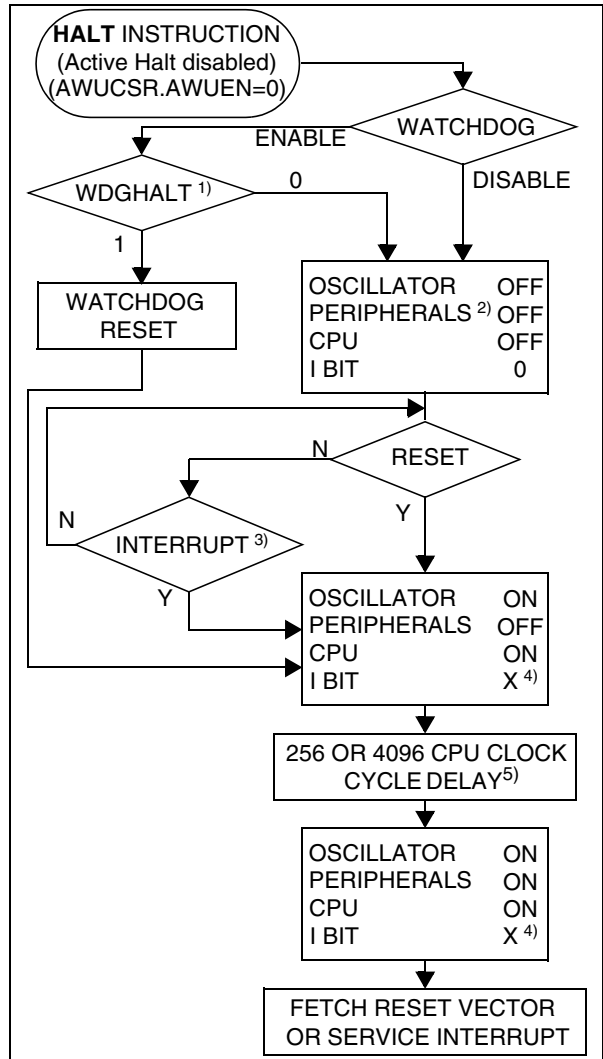 HALT INSTRUCTION
(Active Halt disabled)
(AWUCSR.AWUEN=0)
WATCHDOG
ENABLE
DISABLE
WDGHALT 1)
0
1
WATCHDOG
RESET
OSCILLATOR OFF
PERIPHERALS 2) OFF
CPU OFF
I BIT 0
RESET
N
Y
INTERRUPT 3)
N
Y
OSCILLATOR ON
PERIPHERALS OFF
CPU ON
I BIT X 4)
256 OR 4096 CPU CLOCK
CYCLE DELAY5)
OSCILLATOR ON
PERIPHERALS ON
CPU ON
I BIT X 4)
FETCH RESET VECTOR
OR SERVICE INTERRUPT